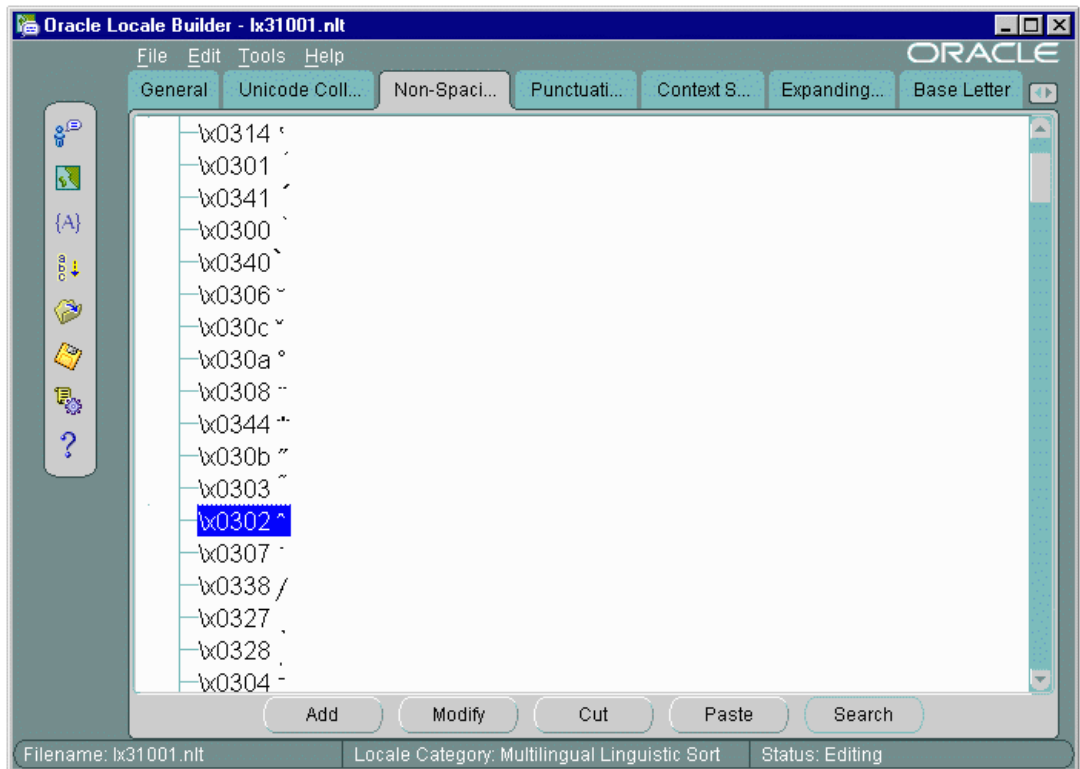 Oracle Locale Builder - lx31001.nlt
File Edit Tools Help
ORACLE
General Unicode Coll... Non-Spaci... Punctuati... Context S... Expanding... Base Letter
{A}
a
b
c
?
\x0314 ʽ
\x0301 ́
\x0341 ́
\x0300 ̀
\x0340 ̀
\x0306 ˘
\x030c ˇ
\x030a °
\x0308 ¨
\x0344 ̈́
\x030b ˝
\x0303 ˜
\x0302 ^
\x0307 ˙
\x0338 /
\x0327 ¸
\x0328 ˛
\x0304 ¯
Add Modify Cut Paste Search
Filename: lx31001.nlt Locale Category: Multilingual Linguistic Sort Status: Editing